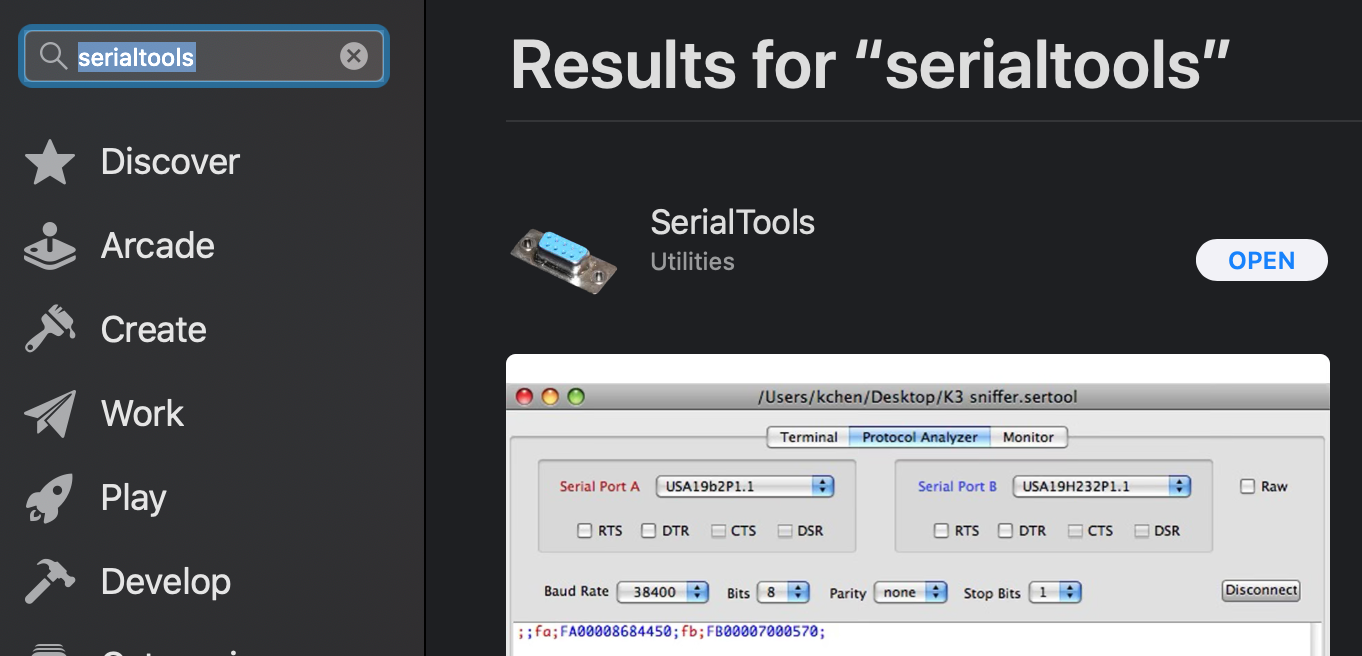 serialtools
Discover
Arcade
Create
Work
Play
Develop
Results for “serialtools”
SerialTools
Utilities
OPEN
/Users/kchen/Desktop/K3 sniffer.sertool
Terminal Protocol Analyzer Monitor
Serial Port A USA19b2P1.1 Serial Port B USA19H232P1.1 Raw
RTS DTR CTS DSR RTS DTR CTS DSR
Baud Rate 38400 Bits 8 Parity none Stop Bits 1 Disconnect
;;fa;FA00008684450;fb;FB00007000570;